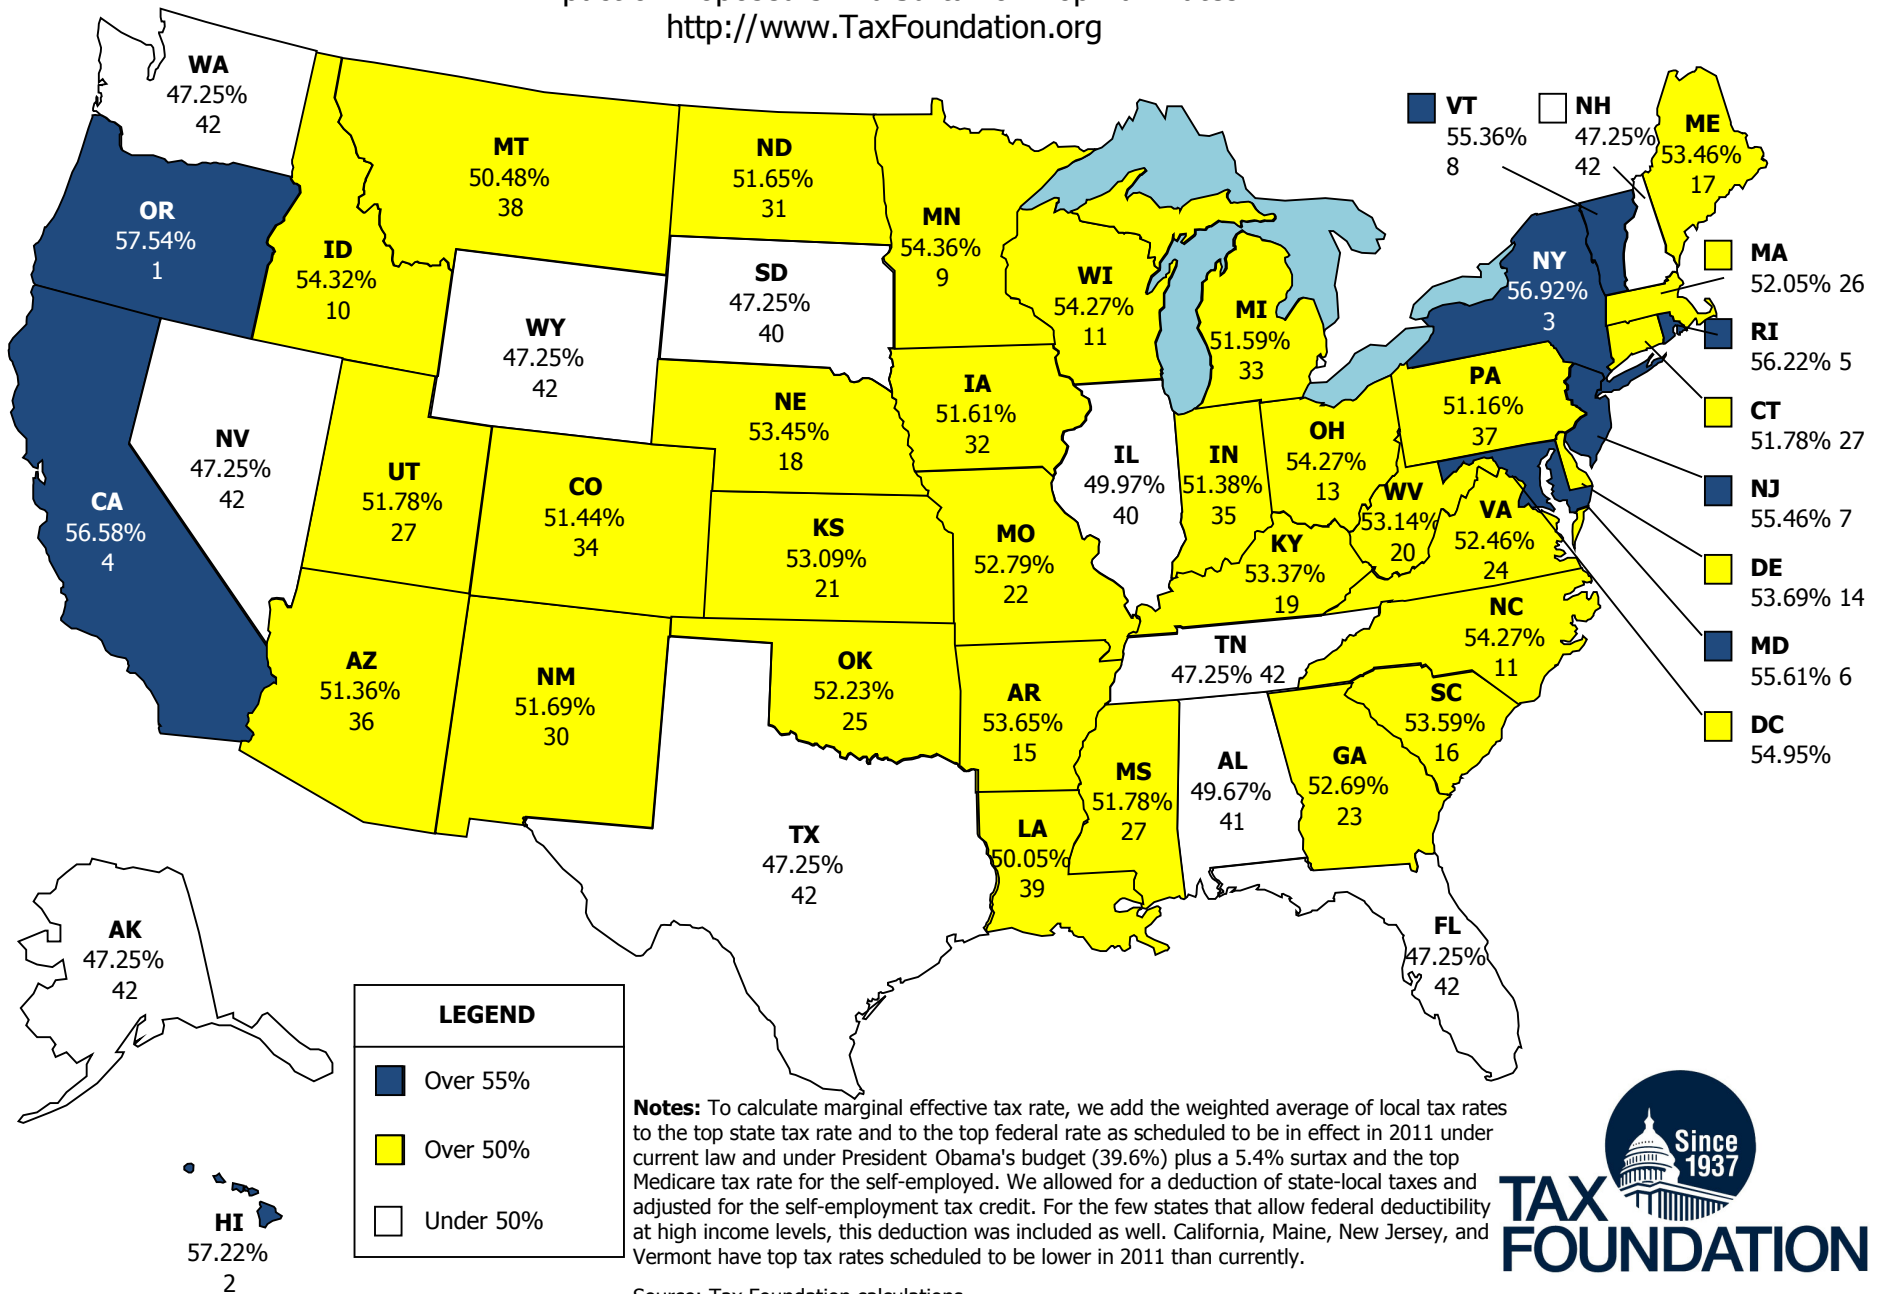 http://www.TaxFoundation.org
WA
47.25%
42
OR
57.54%
1
CA
56.58%
4
NV
47.25%
42
ID
54.32%
10
MT
50.48%
38
WY
47.25%
42
UT
51.78%
27
AZ
51.36%
36
CO
51.44%
34
NM
51.69%
30
ND
51.65%
31
SD
47.25%
40
NE
53.45%
18
KS
53.09%
21
OK
52.23%
25
TX
47.25%
42
MN
54.36%
9
IA
51.61%
32
MO
52.79%
22
AR
53.65%
15
LA
50.05%
39
WI
54.27%
11
IL
49.97%
40
MI
51.59%
33
IN
51.38%
35
OH
54.27%
13
KY
53.37%
19
TN
47.25% 42
MS
51.78%
27
AL
49.67%
41
GA
52.69%
23
FL
47.25%
42
SC
53.59%
16
NC
54.27%
11
VA
52.46%
24
WV
53.14%
20
PA
51.16%
37
NY
56.92%
3
VT
55.36%
8
NH
47.25%
42
ME
53.46%
17
MA
52.05% 26
RI
56.22% 5
CT
51.78% 27
NJ
55.46% 7
DE
53.69% 14
MD
55.61% 6
DC
54.95%
AK
47.25%
42
HI
57.22%
2
LEGEND
Over 55%
Over 50%
Under 50%
Notes: To calculate marginal effective tax rate, we add the weighted average of local tax rates
to the top state tax rate and to the top federal rate as scheduled to be in effect in 2011 under
current law and under President Obama's budget (39.6%) plus a 5.4% surtax and the top
Medicare tax rate for the self-employed. We allowed for a deduction of state-local taxes and
adjusted for the self-employment tax credit. For the few states that allow federal deductibility
at high income levels, this deduction was included as well. California, Maine, New Jersey, and
Vermont have top tax rates scheduled to be lower in 2011 than currently.
Source: Tax Foundation calculations
Since
1937
TAX
FOUNDATION